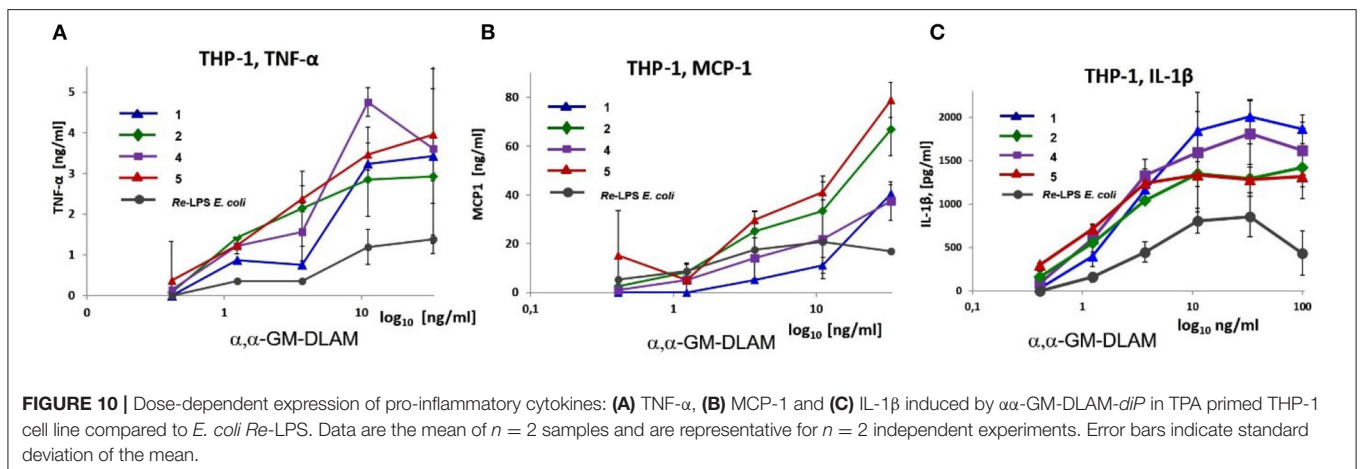 A
THP-1, TNF-α
TNF-α [ng/ml]
5
4
3
2
1
0
1
2
4
5
Re-LPS E. coli
0
1
10
log10 [ng/ml]
α,α-GM-DLAM
B
THP-1, MCP-1
MCP1 [ng/ml]
80
60
40
20
0
1
2
4
5
Re-LPS E. coli
0,1
1
10
log10 [ng/ml]
α,α-GM-DLAM
C
THP-1, IL-1β
IL-1β, [pg/ml]
2000
1500
1000
500
0
1
2
4
5
Re-LPS E. coli
0,1
1
10
100
log10 ng/ml
α,α-GM-DLAM
FIGURE 10 | Dose-dependent expression of pro-inflammatory cytokines: (A) TNF-α, (B) MCP-1 and (C) IL-1β induced by αα-GM-DLAM-diP in TPA primed THP-1
cell line compared to E. coli Re-LPS. Data are the mean of n = 2 samples and are representative for n = 2 independent experiments. Error bars indicate standard
deviation of the mean.